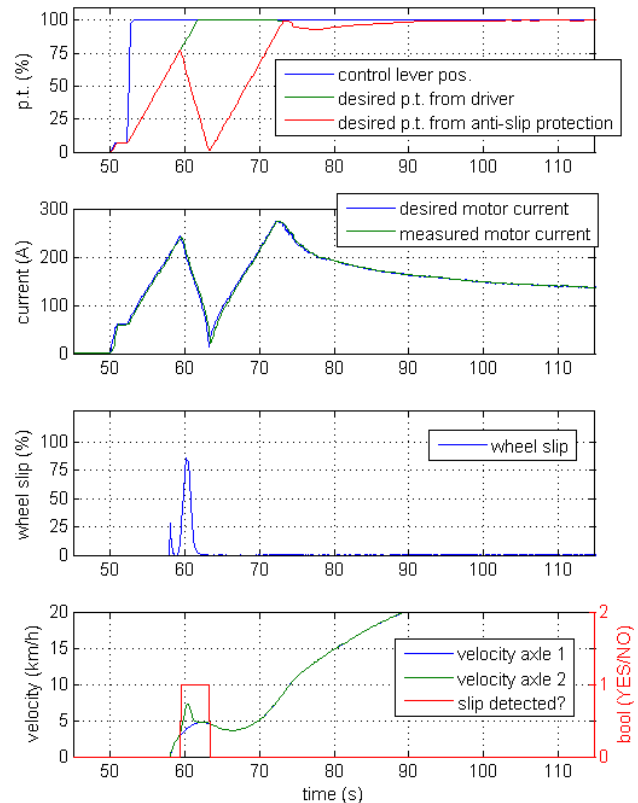 100
75
50
25
0
p.t. (%)
control lever pos.
desired p.t. from driver
desired p.t. from anti-slip protection
50 60 70 80 90 100 110
300
200
100
0
current (A)
desired motor current
measured motor current
50 60 70 80 90 100 110
100
75
50
25
0
wheel slip (%)
wheel slip
50 60 70 80 90 100 110
20
15
10
5
0
velocity (km/h)
velocity axle 1
velocity axle 2
slip detected?
2
1
0
bool (YES/NO)
50 60 70 80 90 100 110
time (s)